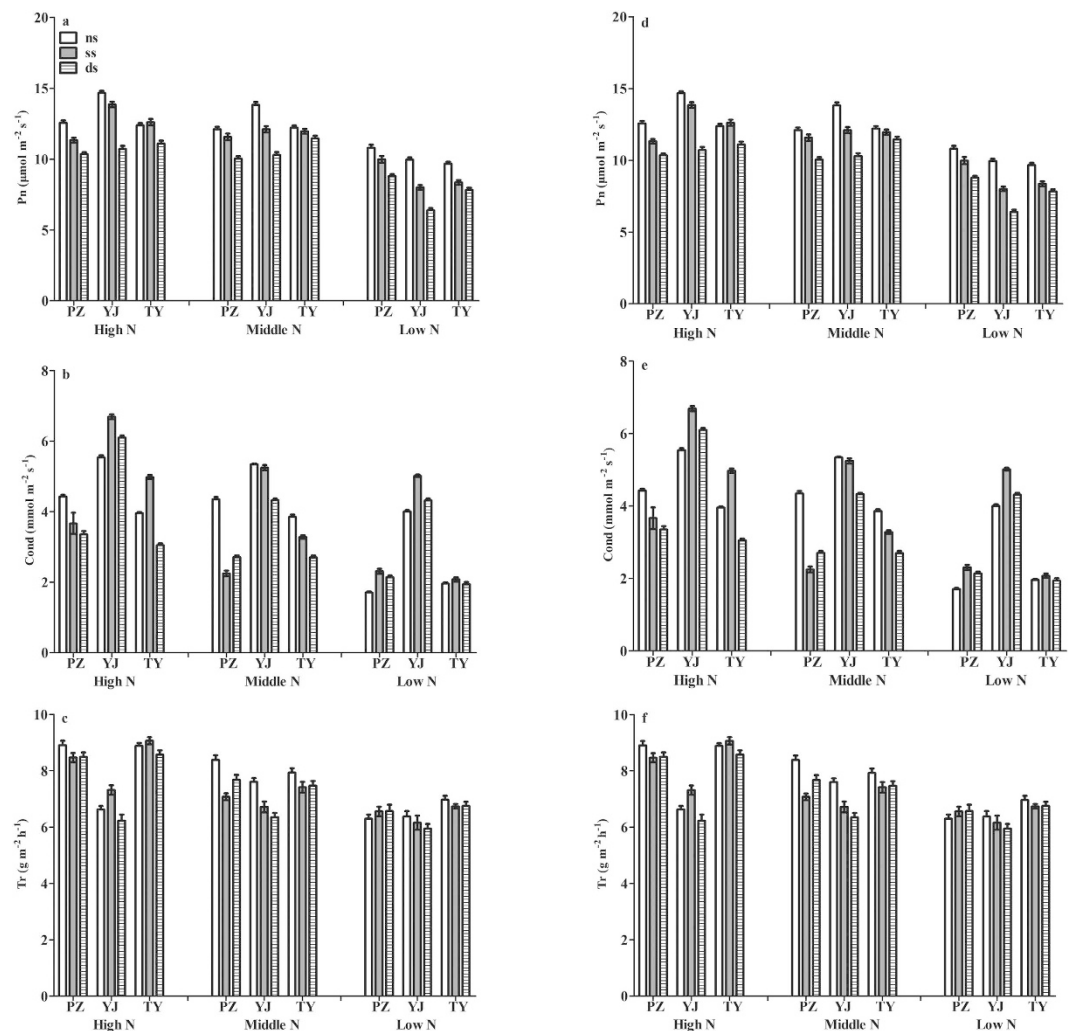 a
ns
ss
ds
20
15
10
5
0
Pn (μmol m⁻² s⁻¹)
PZ YJ TY PZ YJ TY PZ YJ TY
High N Middle N Low N
d
20
15
10
5
0
Pn (μmol m⁻² s⁻¹)
PZ YJ TY PZ YJ TY PZ YJ TY
High N Middle N Low N
b
8
6
4
2
0
Cond (mmol m⁻² s⁻¹)
PZ YJ TY PZ YJ TY PZ YJ TY
High N Middle N Low N
e
8
6
4
2
0
Cond (mmol m⁻² s⁻¹)
PZ YJ TY PZ YJ TY PZ YJ TY
High N Middle N Low N
c
10
8
6
4
2
0
Tr (g m⁻² h⁻¹)
PZ YJ TY PZ YJ TY PZ YJ TY
High N Middle N Low N
f
10
8
6
4
2
0
Tr (g m⁻² h⁻¹)
PZ YJ TY PZ YJ TY PZ YJ TY
High N Middle N Low N